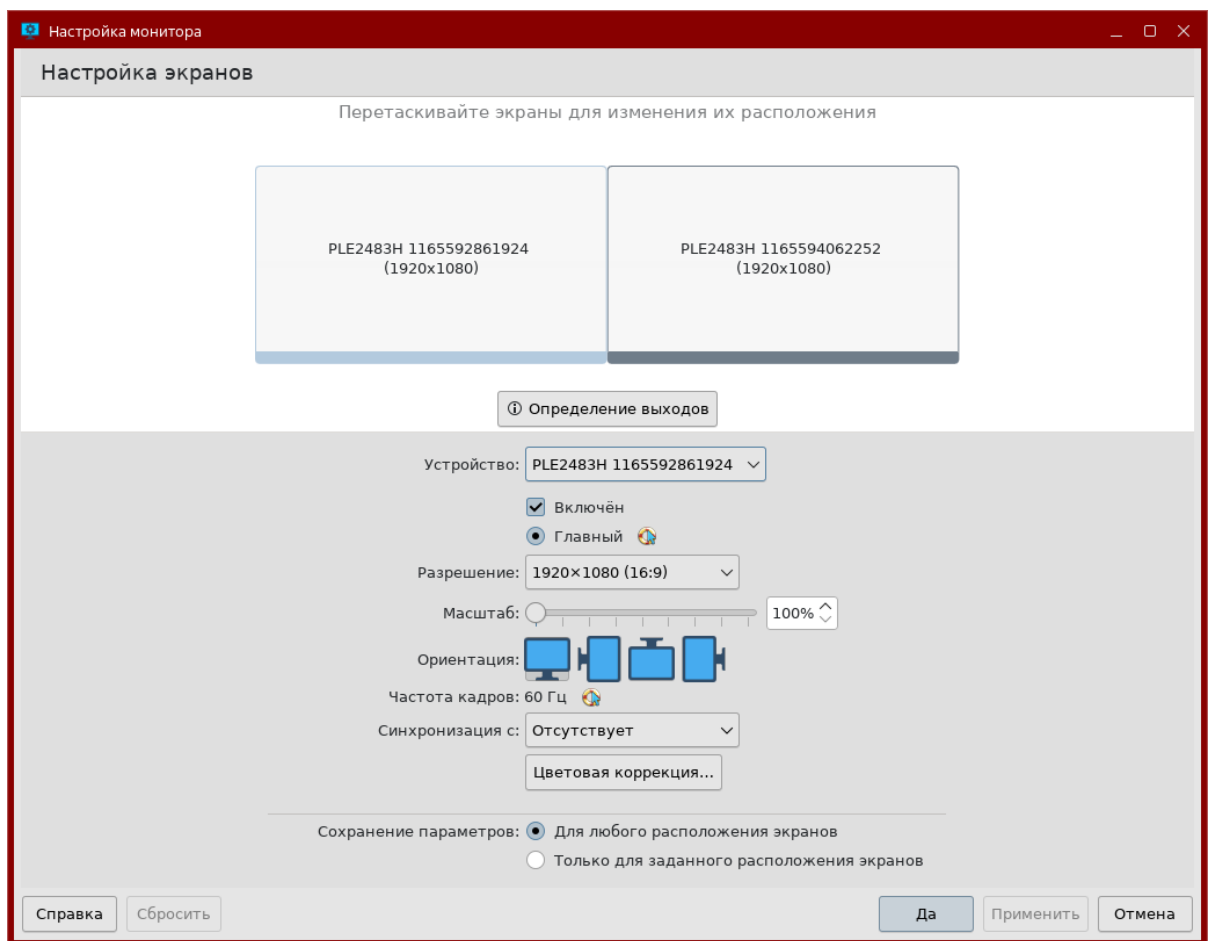 Настройка монитора
Настройка экранов
Перетаскивайте экраны для изменения их расположения
PLE2483H 1165592861924
(1920x1080)
PLE2483H 1165594062252
(1920x1080)
Определение выходов
Устройство: PLE2483H 1165592861924
Включён
Главный
Разрешение: 1920×1080 (16:9)
Масштаб: 100%
Ориентация:
Частота кадров: 60 Гц
Синхронизация с: Отсутствует
Цветовая коррекция...
Сохранение параметров: Для любого расположения экранов
Только для заданного расположения экранов
Справка Сбросить Да Применить Отмена